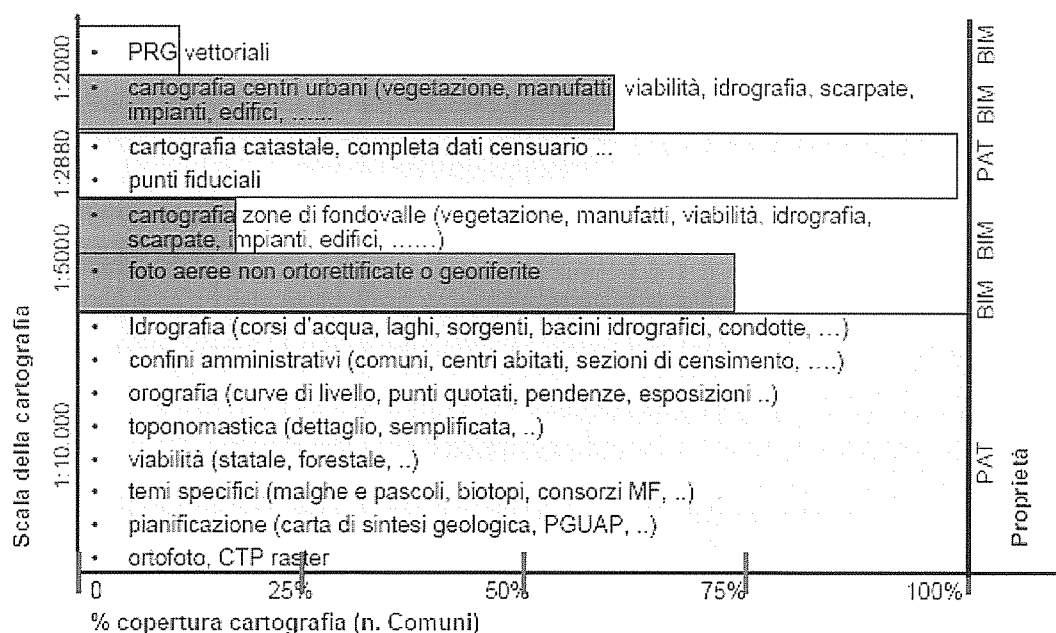 1:2000
• PRG vettoriali
BIM
• cartografia centri urbani (vegetazione, manufatti viabilità, idrografia, scarpate,
impianti, edifici, ......
BIM
1:2880
• cartografia catastale, completa dati censuario ...
• punti fiduciali
PAT
1:5000
• cartografia zone di fondovalle (vegetazione, manufatti, viabilità, idrografia,
scarpate, impianti, edifici, ......)
BIM
• foto aeree non ortorettificate o georiferite
BIM
1:10.000
• Idrografia (corsi d'acqua, laghi, sorgenti, bacini idrografici, condotte, ...)
• confini amministrativi (comuni, centri abitati, sezioni di censimento, ....)
• orografia (curve di livello, punti quotati, pendenze, esposizioni ..)
• toponomastica (dettaglio, semplificata, ..)
• viabilità (statale, forestale, ..)
• temi specifici (malghe e pascoli, biotopi, consorzi MF, ..)
• pianificazione (carta di sintesi geologica, PGUAP, ..)
• ortofoto, CTP raster
PAT
Scala della cartografia
Proprietà
0 25% 50% 75% 100%
% copertura cartografia (n. Comuni)